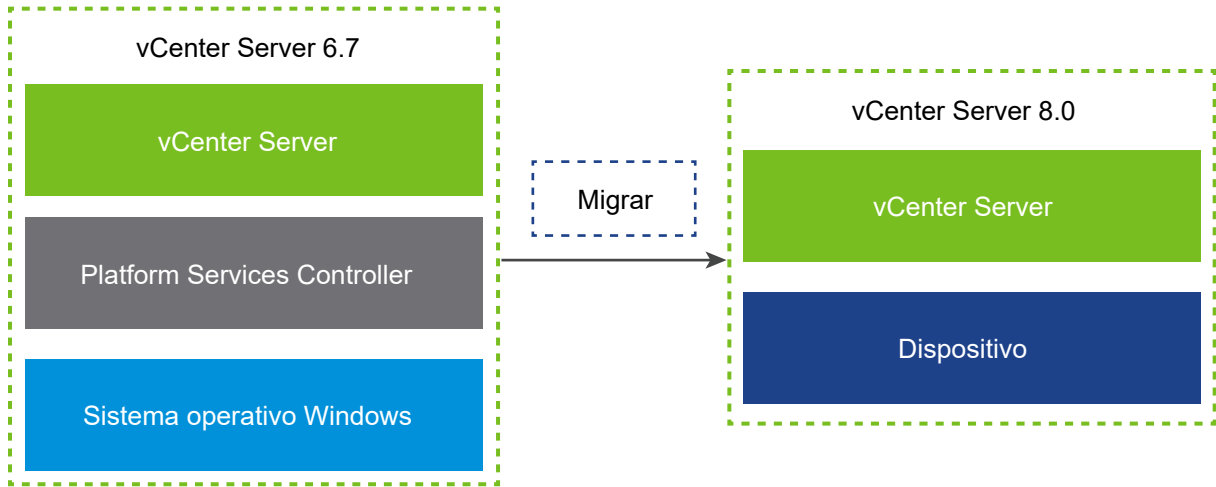 vCenter Server 6.7
vCenter Server
Platform Services Controller
Sistema operativo Windows
Migrar
vCenter Server 8.0
vCenter Server
Dispositivo